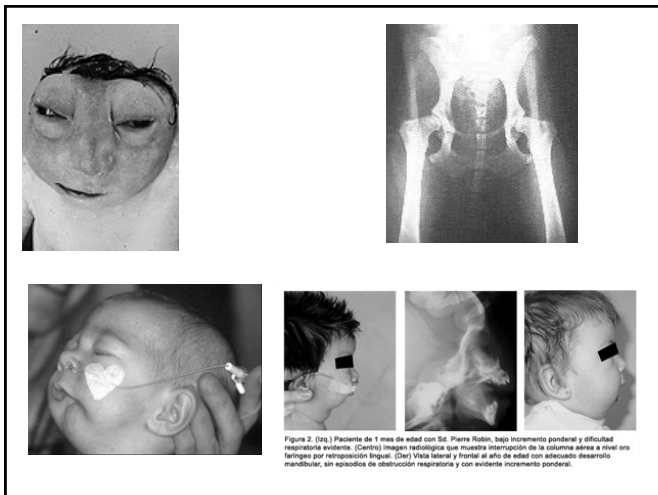 Figura 2. (Izq.) Paciente de 1 mes de edad con Sd. Pierre Robin, bajo incremento ponderal y dificultad
respiratoria evidente. (Centro) Imagen radiológica que muestra interrupción de la columna aérea a nivel oro
faríngeo por retroposición lingual. (Der) Vista lateral y frontal al año de edad con adecuado desarrollo
mandibular, sin episodios de obstrucción respiratoria y con evidente incremento ponderal.